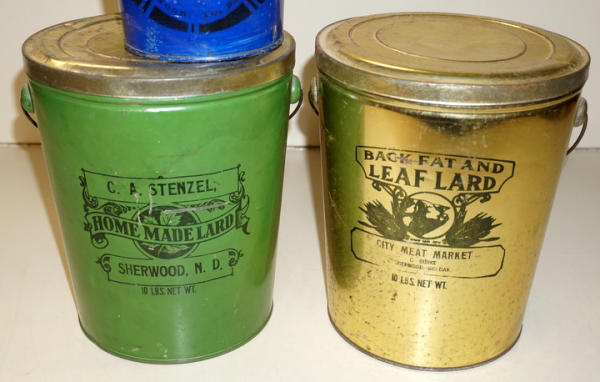 C. A. STENZEL,
HOME MADE LARD
SHERWOOD, N. D.
10 LBS. NET WT.
BACK FAT AND
LEAF LARD
CITY MEAT MARKET
10 LBS. NET WT.